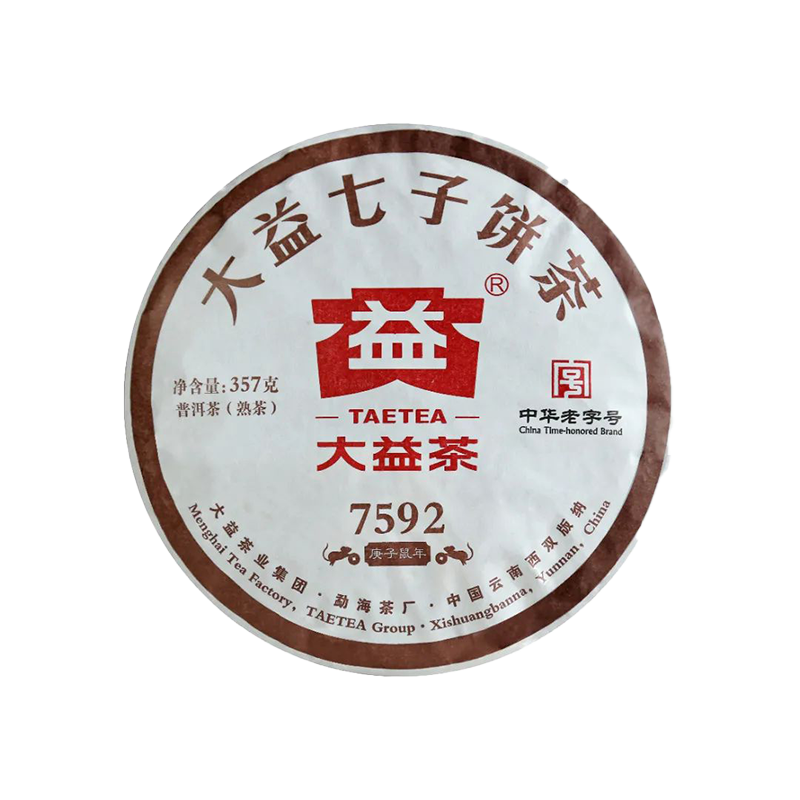 大益七子饼茶
益
®
净含量: 357克
普洱茶（熟茶）
TAETEA
大益茶
中华老字号
China Time-honored Brand
7592
庚子鼠年
大益茶业集团·勐海茶厂·中国云南西双版纳
Menghai Tea Factory, TAETEA Group·Xishuangbanna, Yunnan, China